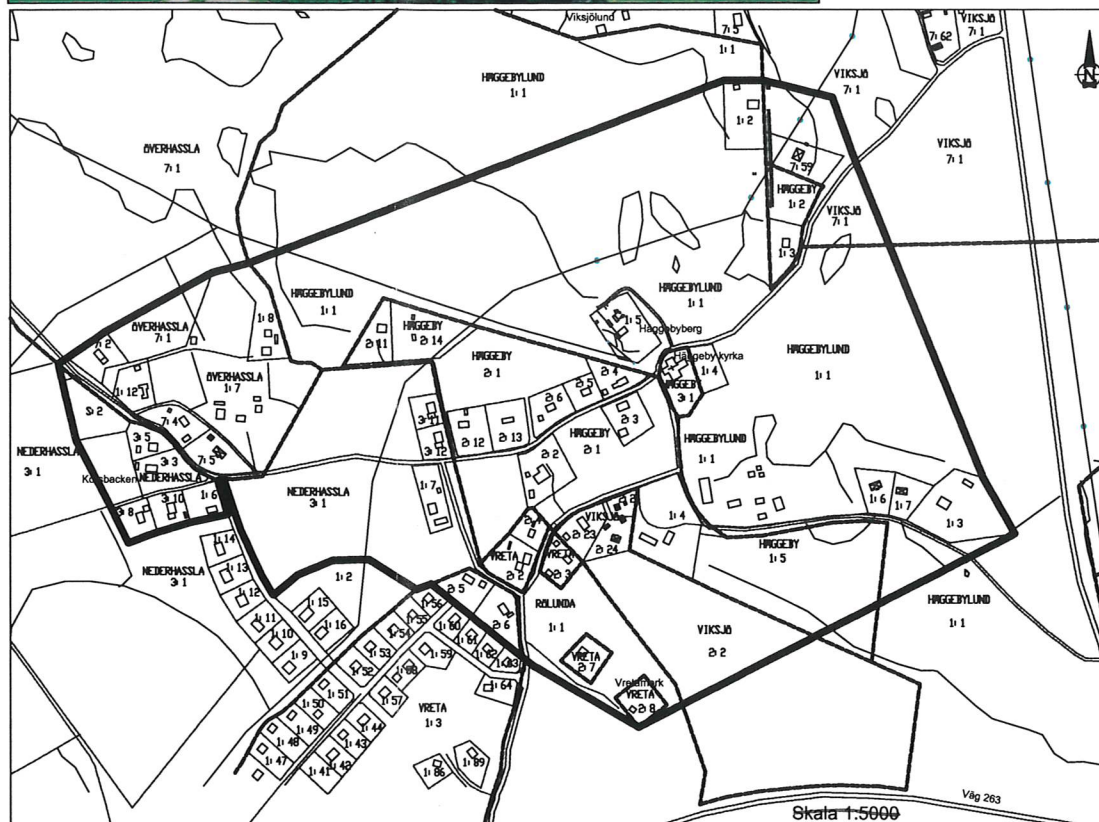 Viksjölund
7:5
1:1
7:62
VIKSJÖ
7:1
HÄGGEBYLUND
1:1
VIKSJÖ
7:1
N
1:2
ÖVERHASSLA
7:1
VIKSJÖ
7:1
7:59
HÄGGEBY
1:2
VIKSJÖ
7:1
1:3
HÄGGEBYLUND
1:1
HÄGGEBYLUND
1:1
1:8
ÖVERHASSLA
7:1
1:5
Häggebyberg
HÄGGEBY
2:14
2:11
7:2
HÄGGEBY
2:1
Häggeby kyrka
HÄGGEBYLUND
1:1
ÖVERHASSLA
1:7
2:4
1:4
1:12
2:5
HÄGGEBY
3:1
S:2
2:6
7:4
3:11
2:3
3:5
2:12
2:13
HÄGGEBY
2:1
NEDERHASSLA
3:1
3:3
7:5
3:12
HÄGGEBYLUND
1:1
2:2
NEDERHASSLA
3:10
1:6
1:7
NEDERHASSLA
3:1
1:6
1:7
1:3
3:8
VIKSJÖ
1:4
2:23
2:24
1:14
VRETA
2:2
VRETA
2:3
HÄGGEBY
1:5
NEDERHASSLA
3:1
1:13
1:2
1:12
2:5
1:56
HÄGGEBYLUND
1:1
1:15
1:55
1:11
1:16
1:54
1:60
2:6
RÖLUNDA
1:1
VIKSJÖ
2:2
1:10
1:61
1:53
1:59
1:62
1:9
1:63
VRETA
2:7
1:52
1:68
1:64
Vretamark
1:51
1:57
VRETA
2:8
1:50
VRETA
1:3
1:49
1:44
1:48
1:43
1:47
1:42
1:41
1:86
1:89
Väg 263
Skala 1:5000